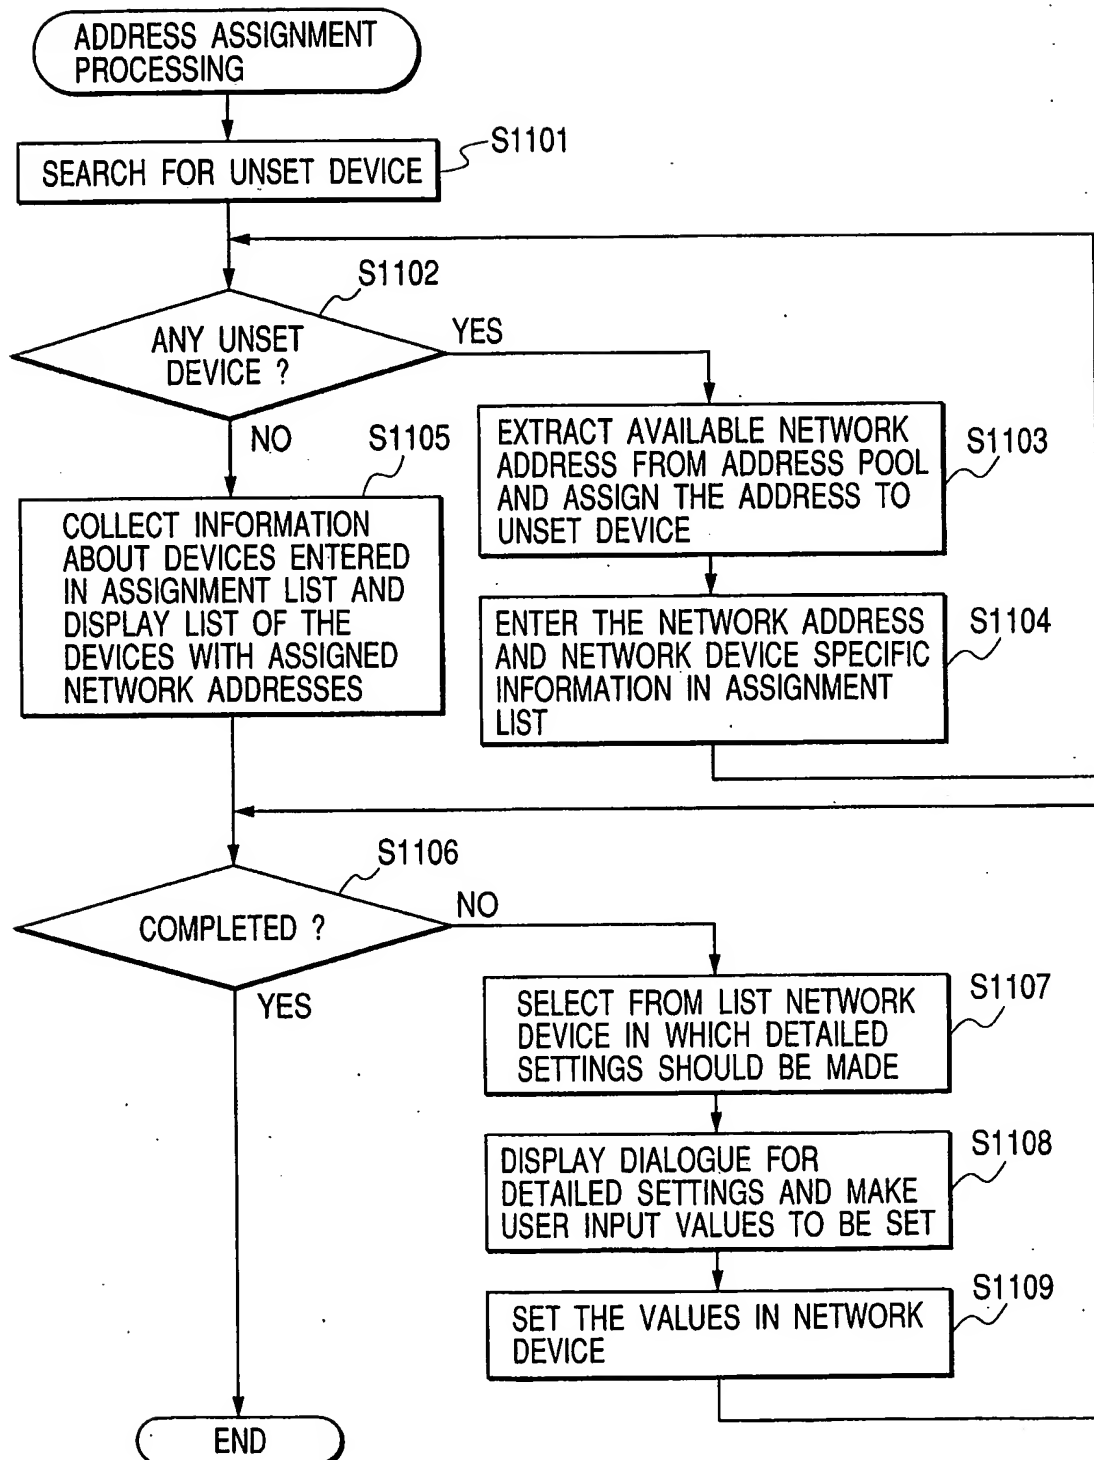 ADDRESS ASSIGNMENT
PROCESSING
S1101
SEARCH FOR UNSET DEVICE
S1102
ANY UNSET
DEVICE ?
YES
NO
S1103
EXTRACT AVAILABLE NETWORK
ADDRESS FROM ADDRESS POOL
AND ASSIGN THE ADDRESS TO
UNSET DEVICE
S1105
COLLECT INFORMATION
ABOUT DEVICES ENTERED
IN ASSIGNMENT LIST AND
DISPLAY LIST OF THE
DEVICES WITH ASSIGNED
NETWORK ADDRESSES
S1104
ENTER THE NETWORK ADDRESS
AND NETWORK DEVICE SPECIFIC
INFORMATION IN ASSIGNMENT
LIST
S1106
COMPLETED ?
NO
YES
S1107
SELECT FROM LIST NETWORK
DEVICE IN WHICH DETAILED
SETTINGS SHOULD BE MADE
S1108
DISPLAY DIALOGUE FOR
DETAILED SETTINGS AND MAKE
USER INPUT VALUES TO BE SET
S1109
SET THE VALUES IN NETWORK
DEVICE
END